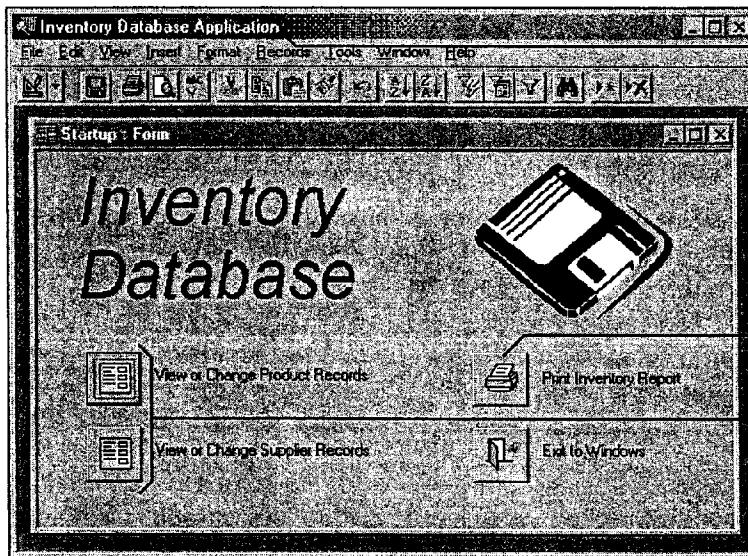 Inventory Database Application
File Edit View Insert Format Records Tools Window Help
Startup : Form
Inventory
Database
View or Change Product Records
Print Inventory Report
View or Change Supplier Records
Exit to Windows